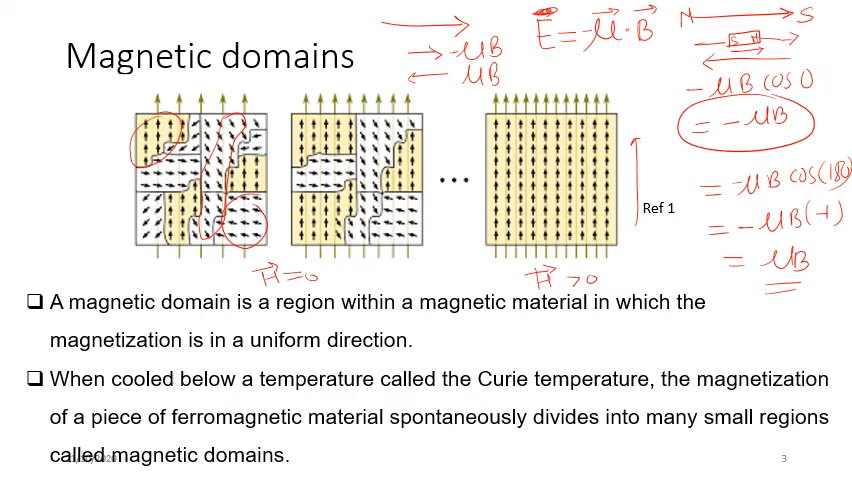 Magnetic domains
→ -μB
← μB
E⃗ = -μ⃗ · B⃗
N → S
S N
- μB cos 0
= - μB
= -μB cos(180)
= - μB(-1)
= μB
...
Ref 1
H⃗ = 0
H⃗ > 0
❑ A magnetic domain is a region within a magnetic material in which the
magnetization is in a uniform direction.
❑ When cooled below a temperature called the Curie temperature, the magnetization
of a piece of ferromagnetic material spontaneously divides into many small regions
called magnetic domains.
3